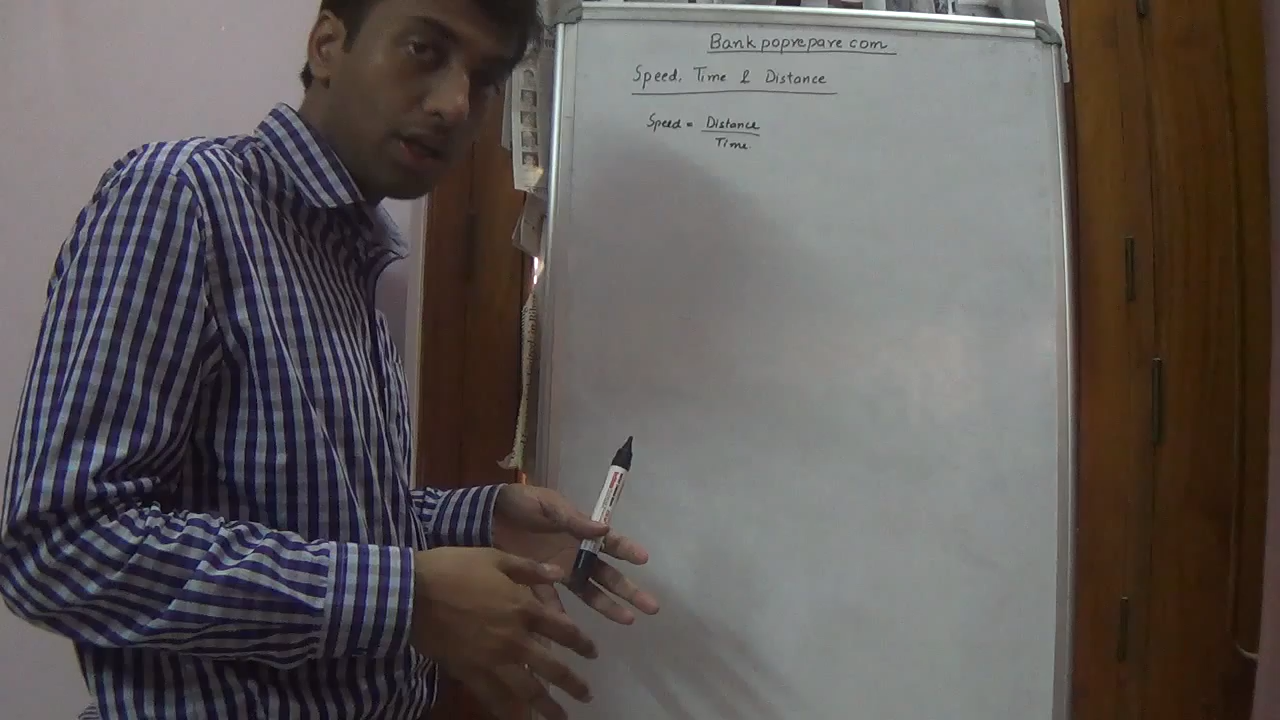 Bankpoprepare.com
Speed, Time & Distance
Speed = Distance
Time